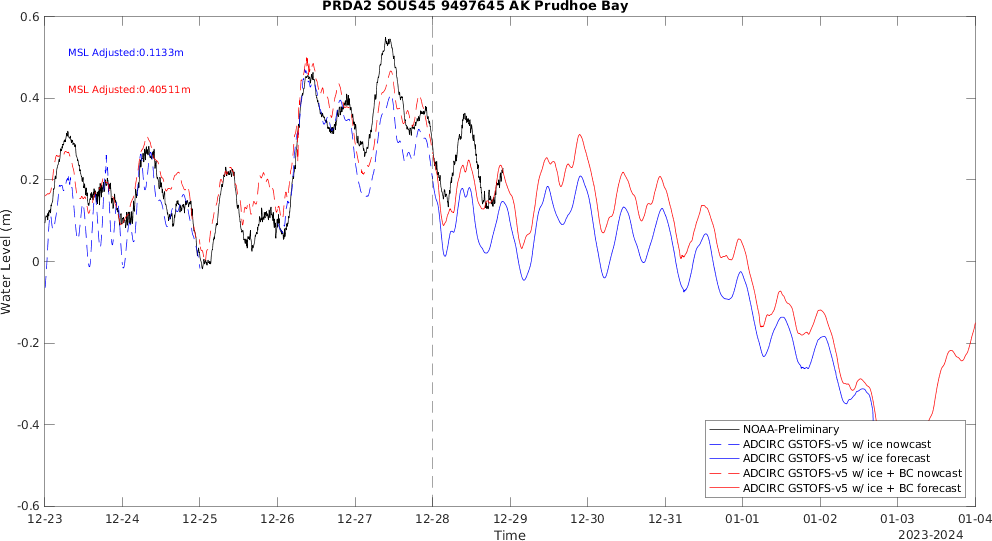 PRDA2 SOUS45 9497645 AK Prudhoe Bay
MSL Adjusted:0.1133m
MSL Adjusted:0.40511m
Water Level (m)
0.6
0.4
0.2
0
-0.2
-0.4
-0.6
NOAA-Preliminary
ADCIRC GSTOFS-v5 w/ ice nowcast
ADCIRC GSTOFS-v5 w/ ice forecast
ADCIRC GSTOFS-v5 w/ ice + BC nowcast
ADCIRC GSTOFS-v5 w/ ice + BC forecast
12-23 12-24 12-25 12-26 12-27 12-28 12-29 12-30 12-31 01-01 01-02 01-03 01-04
Time
2023-2024